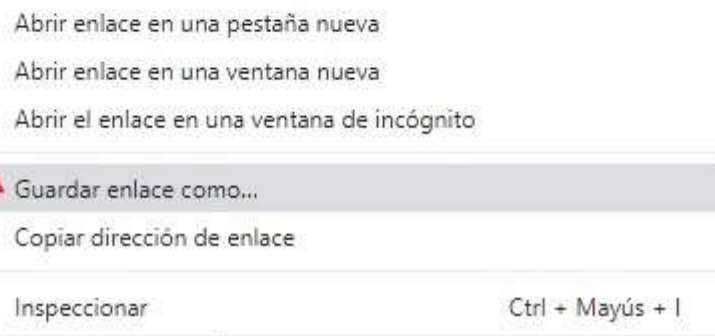 Abrir enlace en una pestaña nueva
Abrir enlace en una ventana nueva
Abrir el enlace en una ventana de incógnito
Guardar enlace como...
Copiar dirección de enlace
Inspeccionar Ctrl + Mayús + I